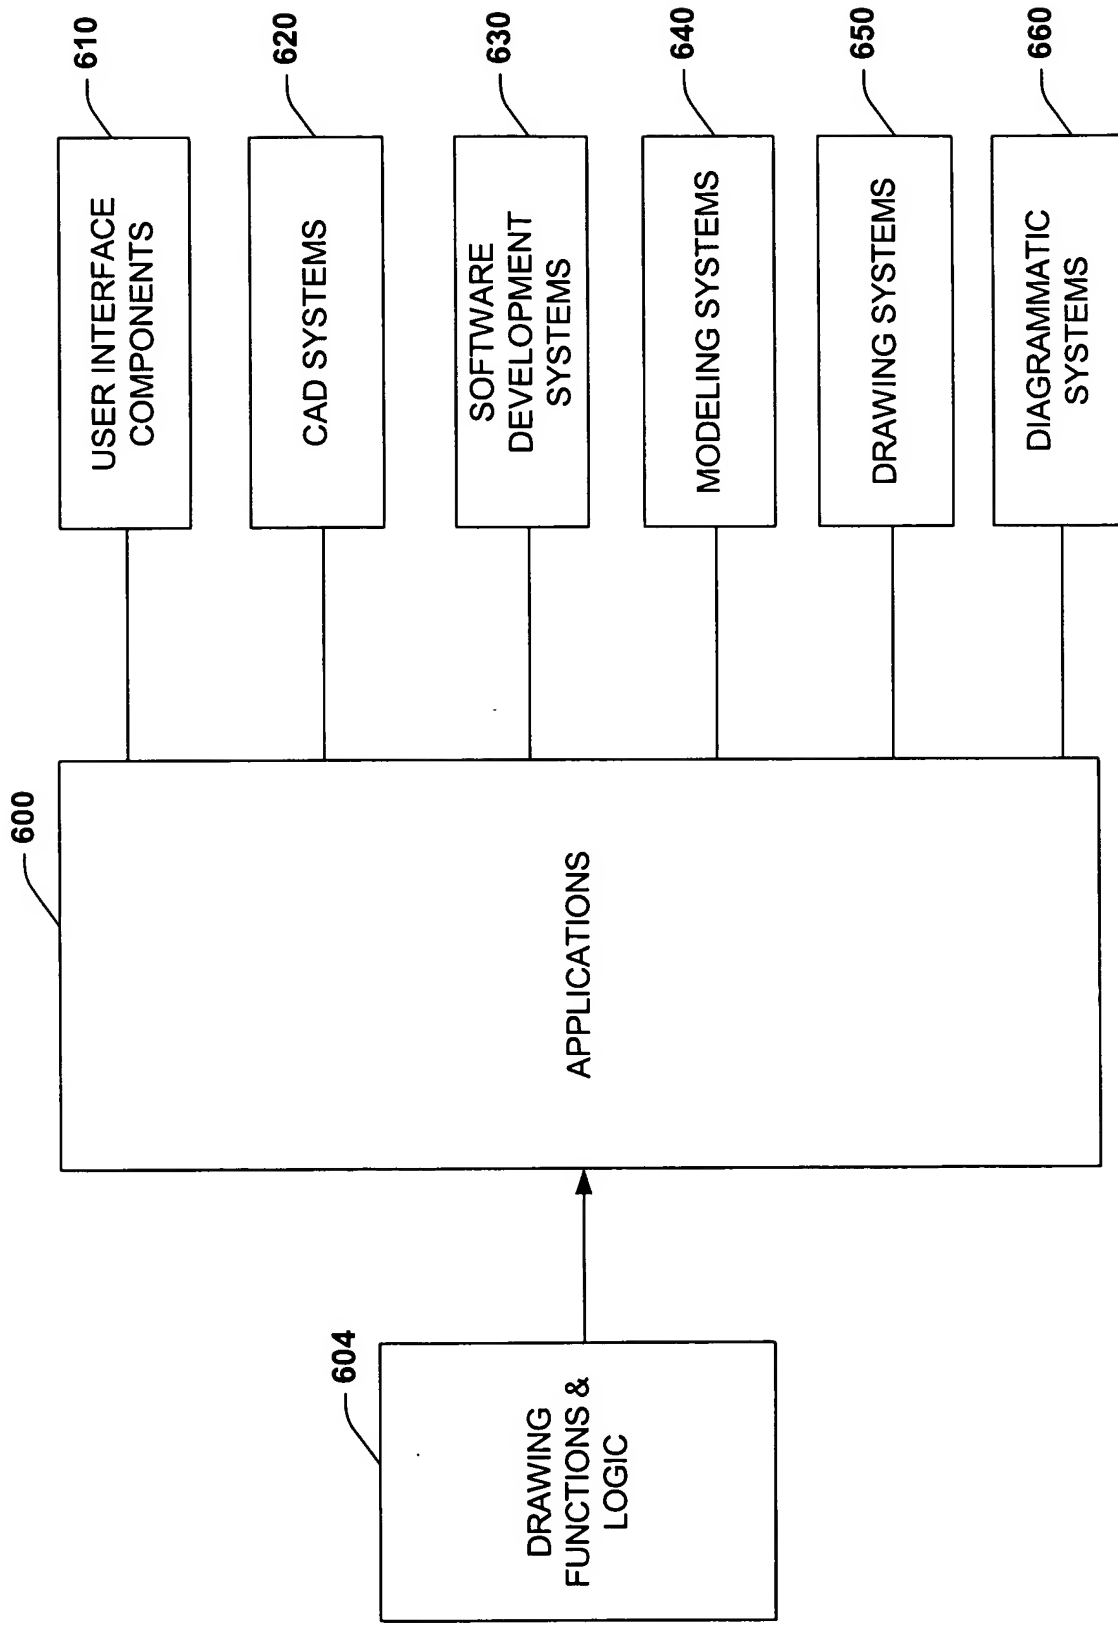 600
604
DRAWING
FUNCTIONS &
LOGIC
APPLICATIONS
USER INTERFACE
COMPONENTS
610
CAD SYSTEMS
620
SOFTWARE
DEVELOPMENT
SYSTEMS
630
MODELING SYSTEMS
640
DRAWING SYSTEMS
650
DIAGRAMMATIC
SYSTEMS
660